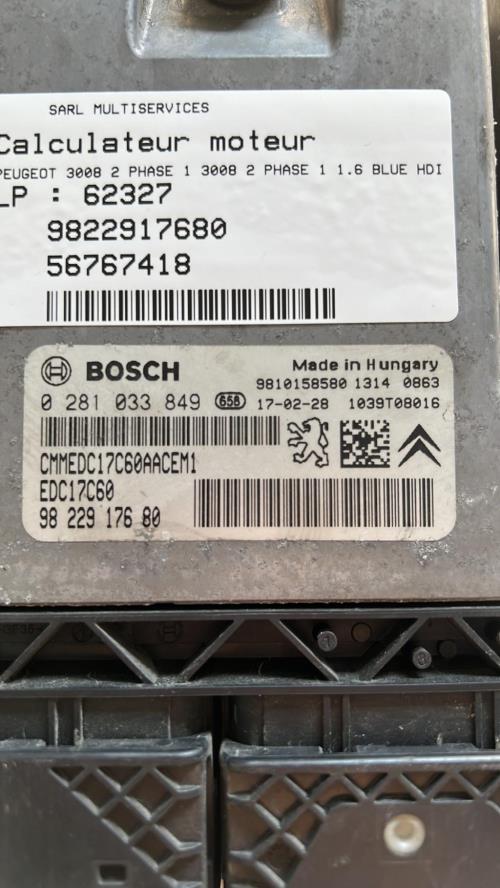 SARL MULTISERVICES
Calculateur moteur
PEUGEOT 3008 2 PHASE 1 3008 2 PHASE 1 1.6 BLUE HDI
LP : 62327
9822917680
56767418
BOSCH
Made in Hungary
9810158580 1314 0863
0 281 033 849 658 17-02-28 1039T08016
CMMEDC17C60AACEM1
EDC17C60
98 229 176 80